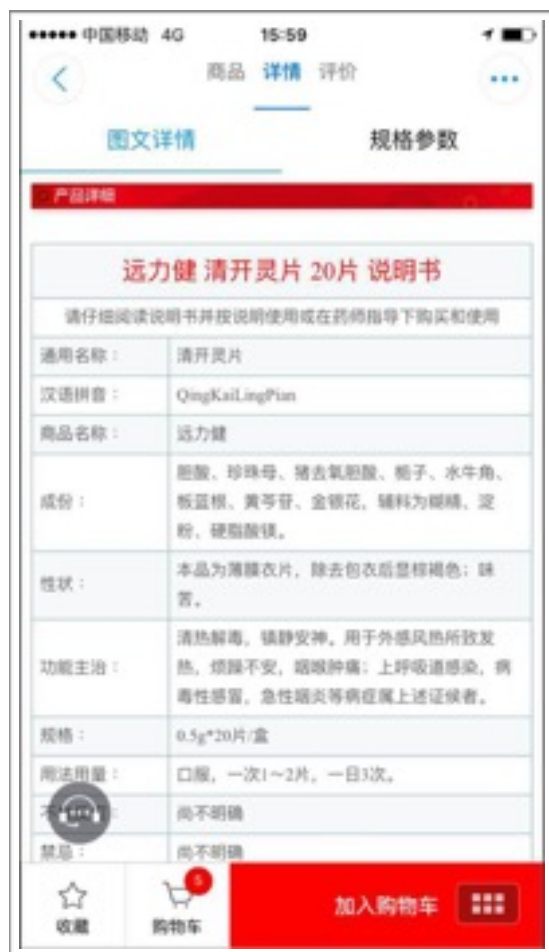 中国移动 4G 15:59
商品 详情 评价
图文详情 规格参数
产品详细
远力健 清开灵片 20片 说明书
请仔细阅读说明书并按说明使用或在药师指导下购买和使用
通用名称： 清开灵片
汉语拼音： QingKaiLingPian
商品名称： 远力健
成份： 胆酸、珍珠母、猪去氧胆酸、栀子、水牛角、
板蓝根、黄芩苷、金银花，辅料为糊精、淀
粉、硬脂酸镁。
性状： 本品为薄膜衣片，除去包衣后显棕褐色；味
苦。
功能主治： 清热解毒，镇静安神。用于外感风热所致发
热，烦躁不安，咽喉肿痛；上呼吸道感染，病
毒性感冒，急性咽炎等病症属上述证候者。
规格： 0.5g*20片/盒
用法用量： 口服，一次1～2片，一日3次。
尚不明确
禁忌： 尚不明确
收藏 购物车 5 加入购物车